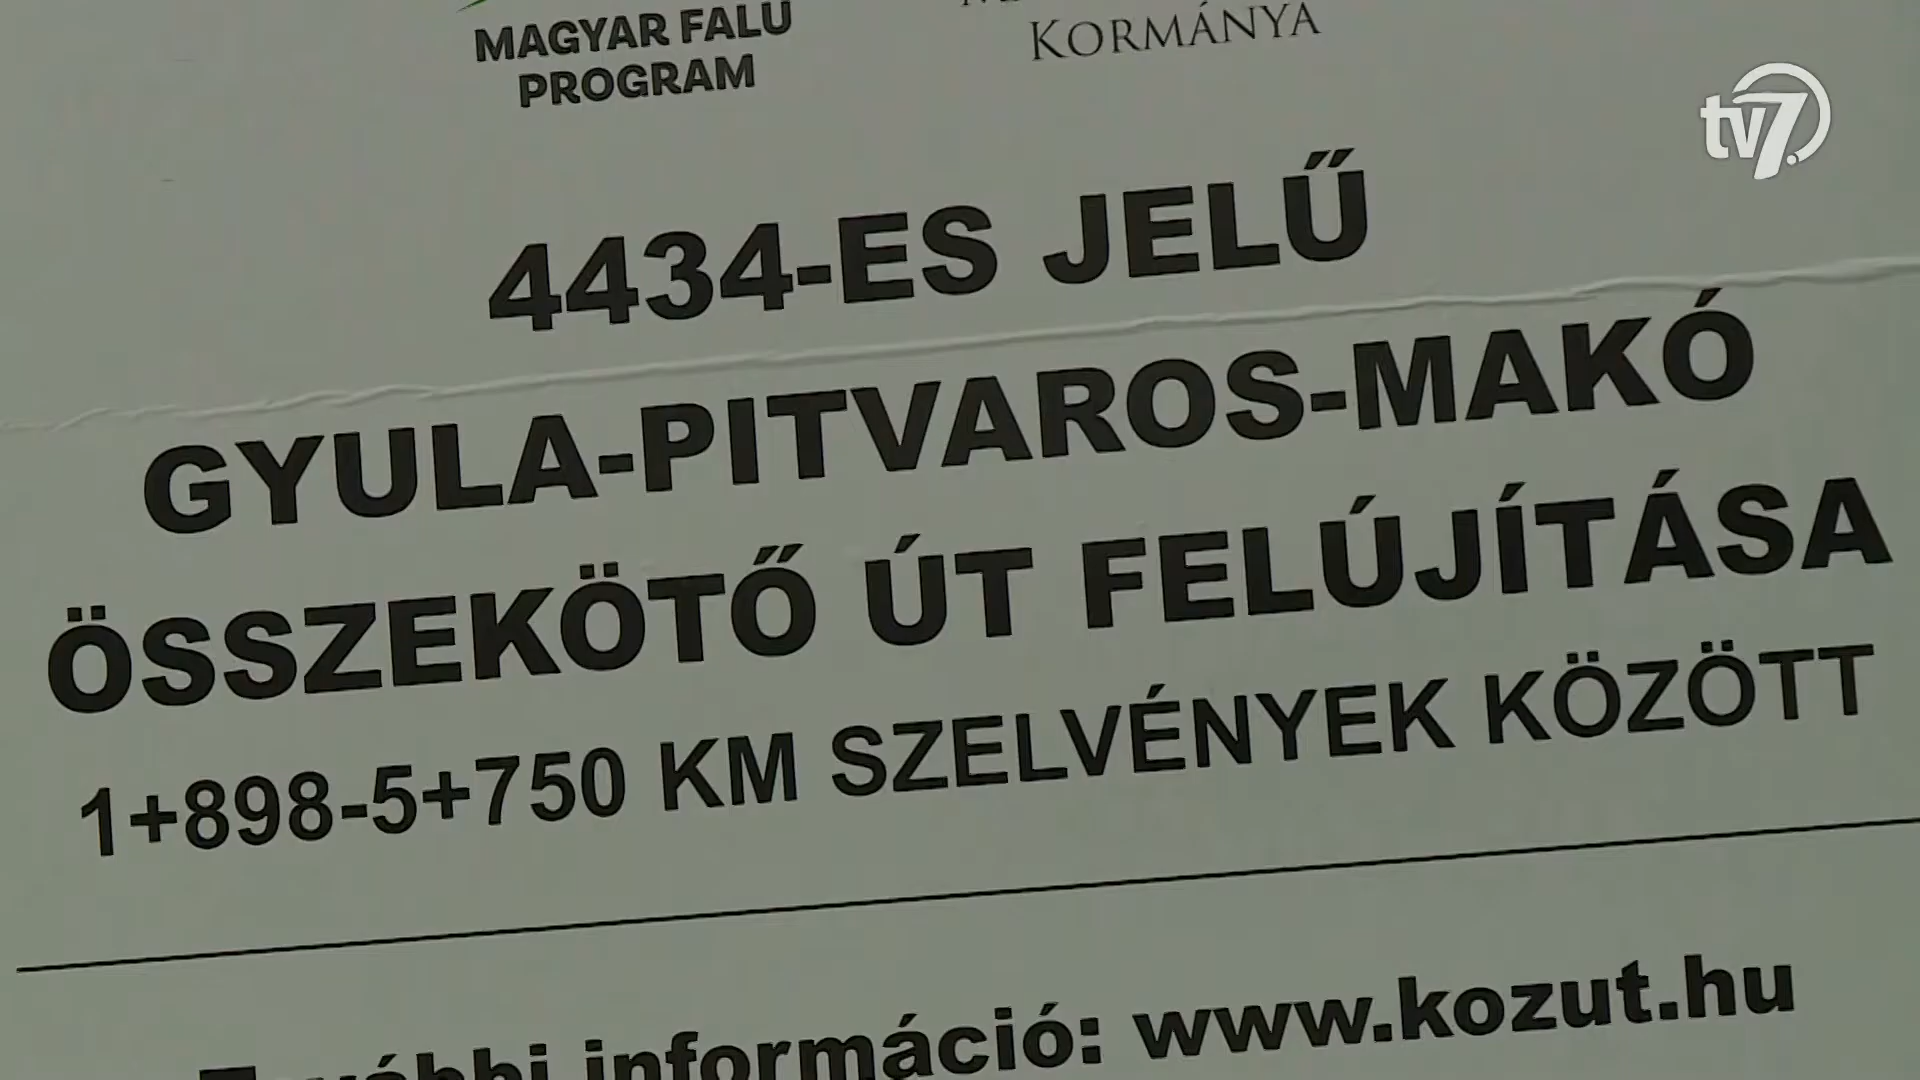 MAGYAR FALU
PROGRAM
KORMÁNYA
tv7.
4434-ES JELŰ
GYULA-PITVAROS-MAKÓ
ÖSSZEKÖTŐ ÚT FELÚJÍTÁSA
1+898-5+750 KM SZELVÉNYEK KÖZÖTT
További információ: www.kozut.hu